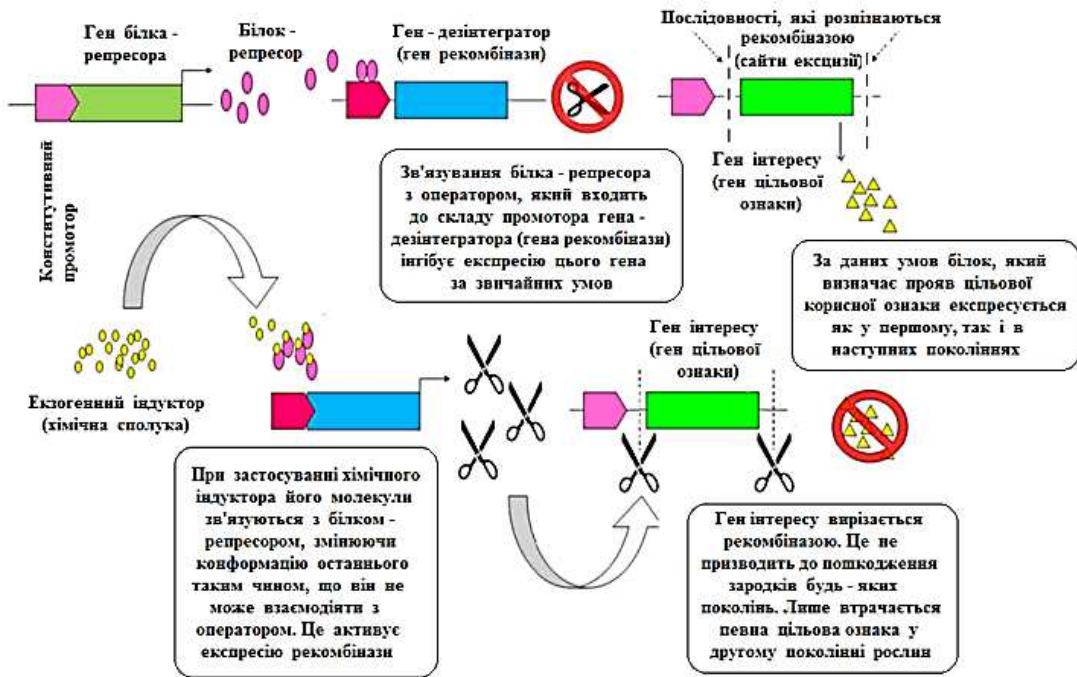 Ген білка -
репресора
Білок-
репресор
Ген - дезінтегратор
(ген рекомбінази)
Послідовності, які розпізнаються
рекомбіназою
(сайти ексцизії)
Конститутивний
промотор
Зв'язування білка - репресора
з оператором, який входить
до складу промотора гена -
дезінтегратора (гена рекомбінази)
інгібує експресію цього гена
за звичайних умов
Ген інтересу
(ген цільової
ознаки)
За даних умов білок, який
визначає прояв цільової
корисної ознаки експресується
як у першому, так і в
наступних поколіннях
Екзогенний індуктор
(хімічна сполука)
Ген інтересу
(ген цільової
ознаки)
При застосуванні хімічного
індуктора його молекули
зв'язуються з білком -
репресором, змінюючи
конформацію останнього
таким чином, що він не
може взаємодіяти з
оператором. Це активує
експресію рекомбінази
Ген інтересу вирізається
рекомбіназою. Це не
призводить до пошкодження
зародків будь - яких
поколінь. Лише втрачається
певна цільова ознака у
другому поколінні рослин